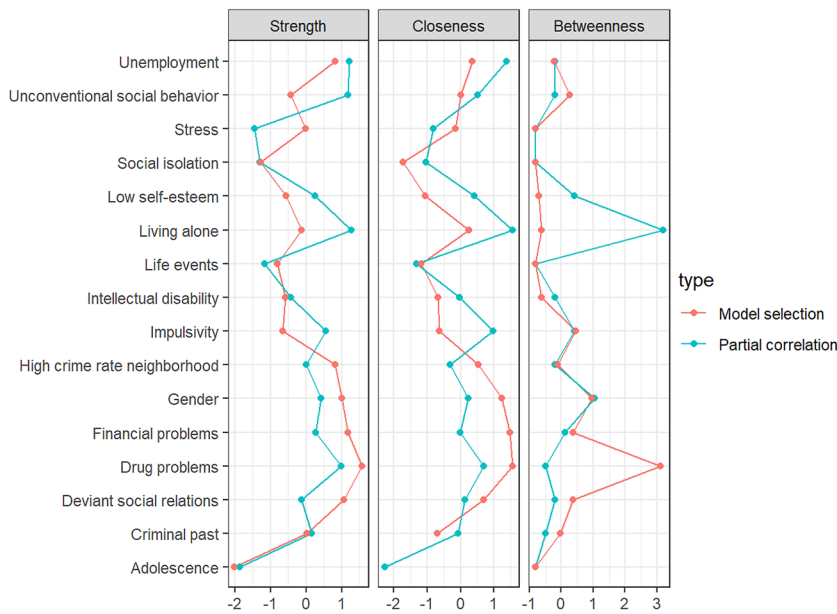 Strength Closeness Betweenness
Unemployment
Unconventional social behavior
Stress
Social isolation
Low self-esteem
Living alone
Life events
Intellectual disability
Impulsivity
High crime rate neighborhood
Gender
Financial problems
Drug problems
Deviant social relations
Criminal past
Adolescence
-2 -1 0 1 -2 -1 0 1 -1 0 1 2 3
type
Model selection
Partial correlation